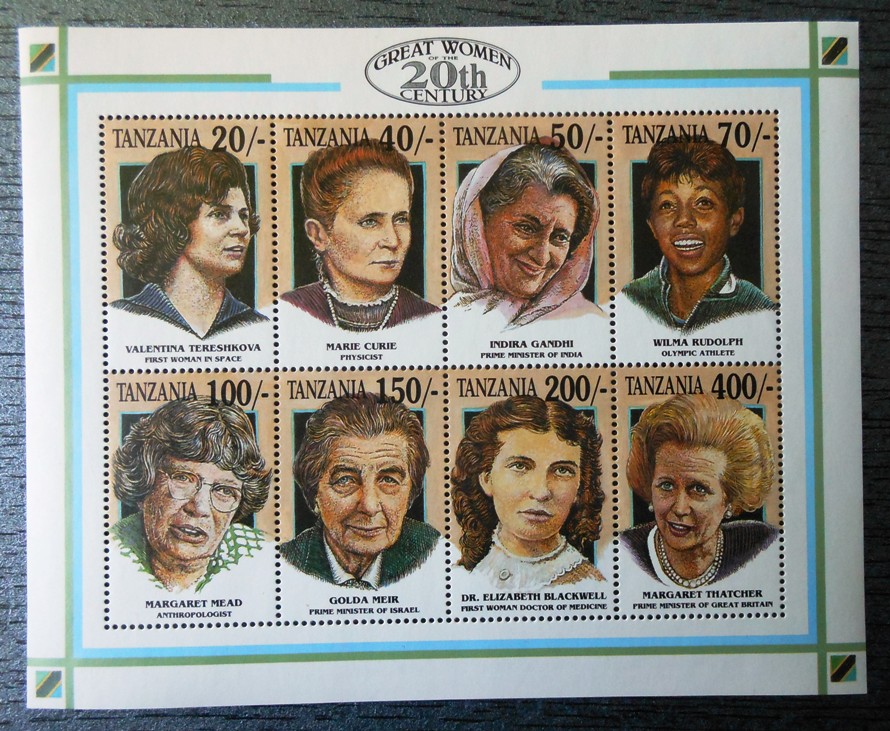 GREAT WOMEN
OF THE
20th
CENTURY
TANZANIA 20/-
VALENTINA TERESHKOVA
FIRST WOMAN IN SPACE
TANZANIA 40/-
MARIE CURIE
PHYSICIST
TANZANIA 50/-
INDIRA GANDHI
PRIME MINISTER OF INDIA
TANZANIA 70/-
WILMA RUDOLPH
OLYMPIC ATHLETE
TANZANIA 100/-
MARGARET MEAD
ANTHROPOLOGIST
TANZANIA 150/-
GOLDA MEIR
PRIME MINISTER OF ISRAEL
TANZANIA 200/-
DR. ELIZABETH BLACKWELL
FIRST WOMAN DOCTOR OF MEDICINE
TANZANIA 400/-
MARGARET THATCHER
PRIME MINISTER OF GREAT BRITAIN